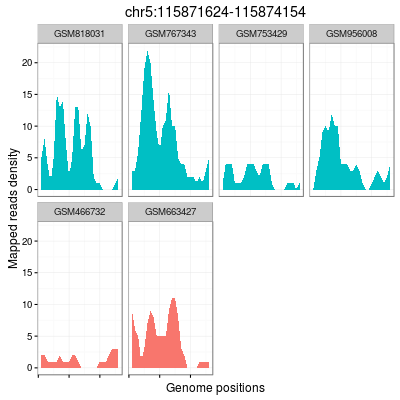 chr5:115871624-115874154
GSM818031 GSM767343 GSM753429 GSM956008
20
15
10
5
0
GSM466732 GSM663427
20
15
10
5
0
Mapped reads density
Genome positions